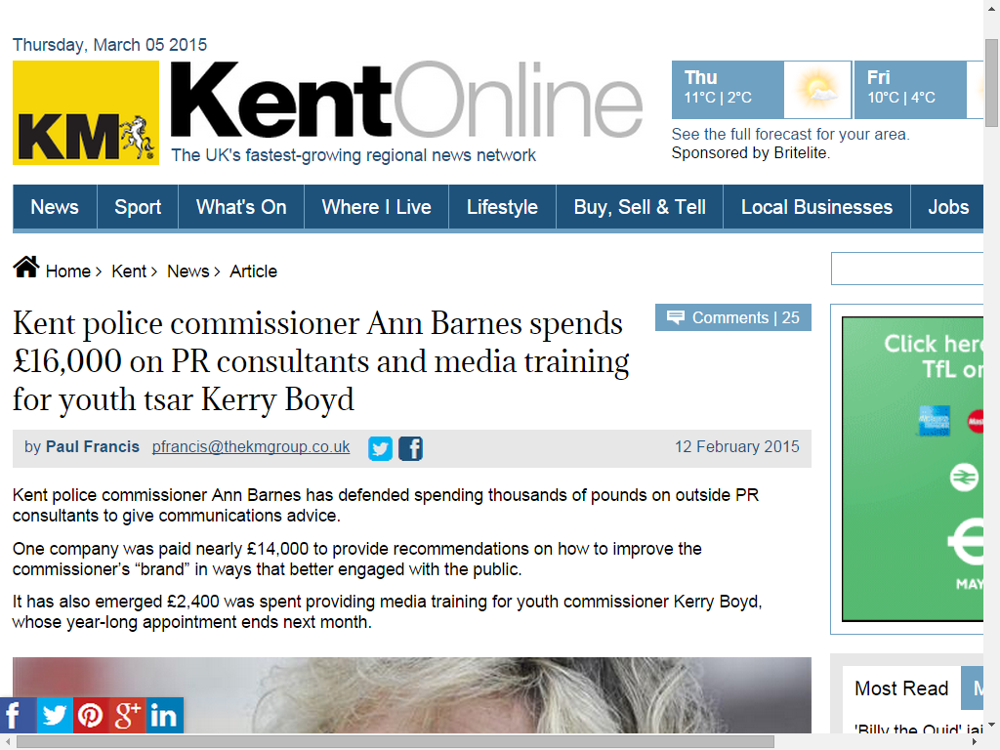 Thursday, March 05 2015
KM
KentOnline
The UK's fastest-growing regional news network
Thu
11°C | 2°C
Fri
10°C | 4°C
See the full forecast for your area.
Sponsored by Britelite.
News Sport What's On Where I Live Lifestyle Buy, Sell & Tell Local Businesses Jobs
Home > Kent > News > Article
Kent police commissioner Ann Barnes spends
£16,000 on PR consultants and media training
for youth tsar Kerry Boyd
Comments | 25
by Paul Francis pfrancis@thekmgroup.co.uk
12 February 2015
Kent police commissioner Ann Barnes has defended spending thousands of pounds on outside PR
consultants to give communications advice.
One company was paid nearly £14,000 to provide recommendations on how to improve the
commissioner's “brand” in ways that better engaged with the public.
It has also emerged £2,400 was spent providing media training for youth commissioner Kerry Boyd,
whose year-long appointment ends next month.
Click here
TfL or
MAY
Most Read
'Billy the Quid' jai